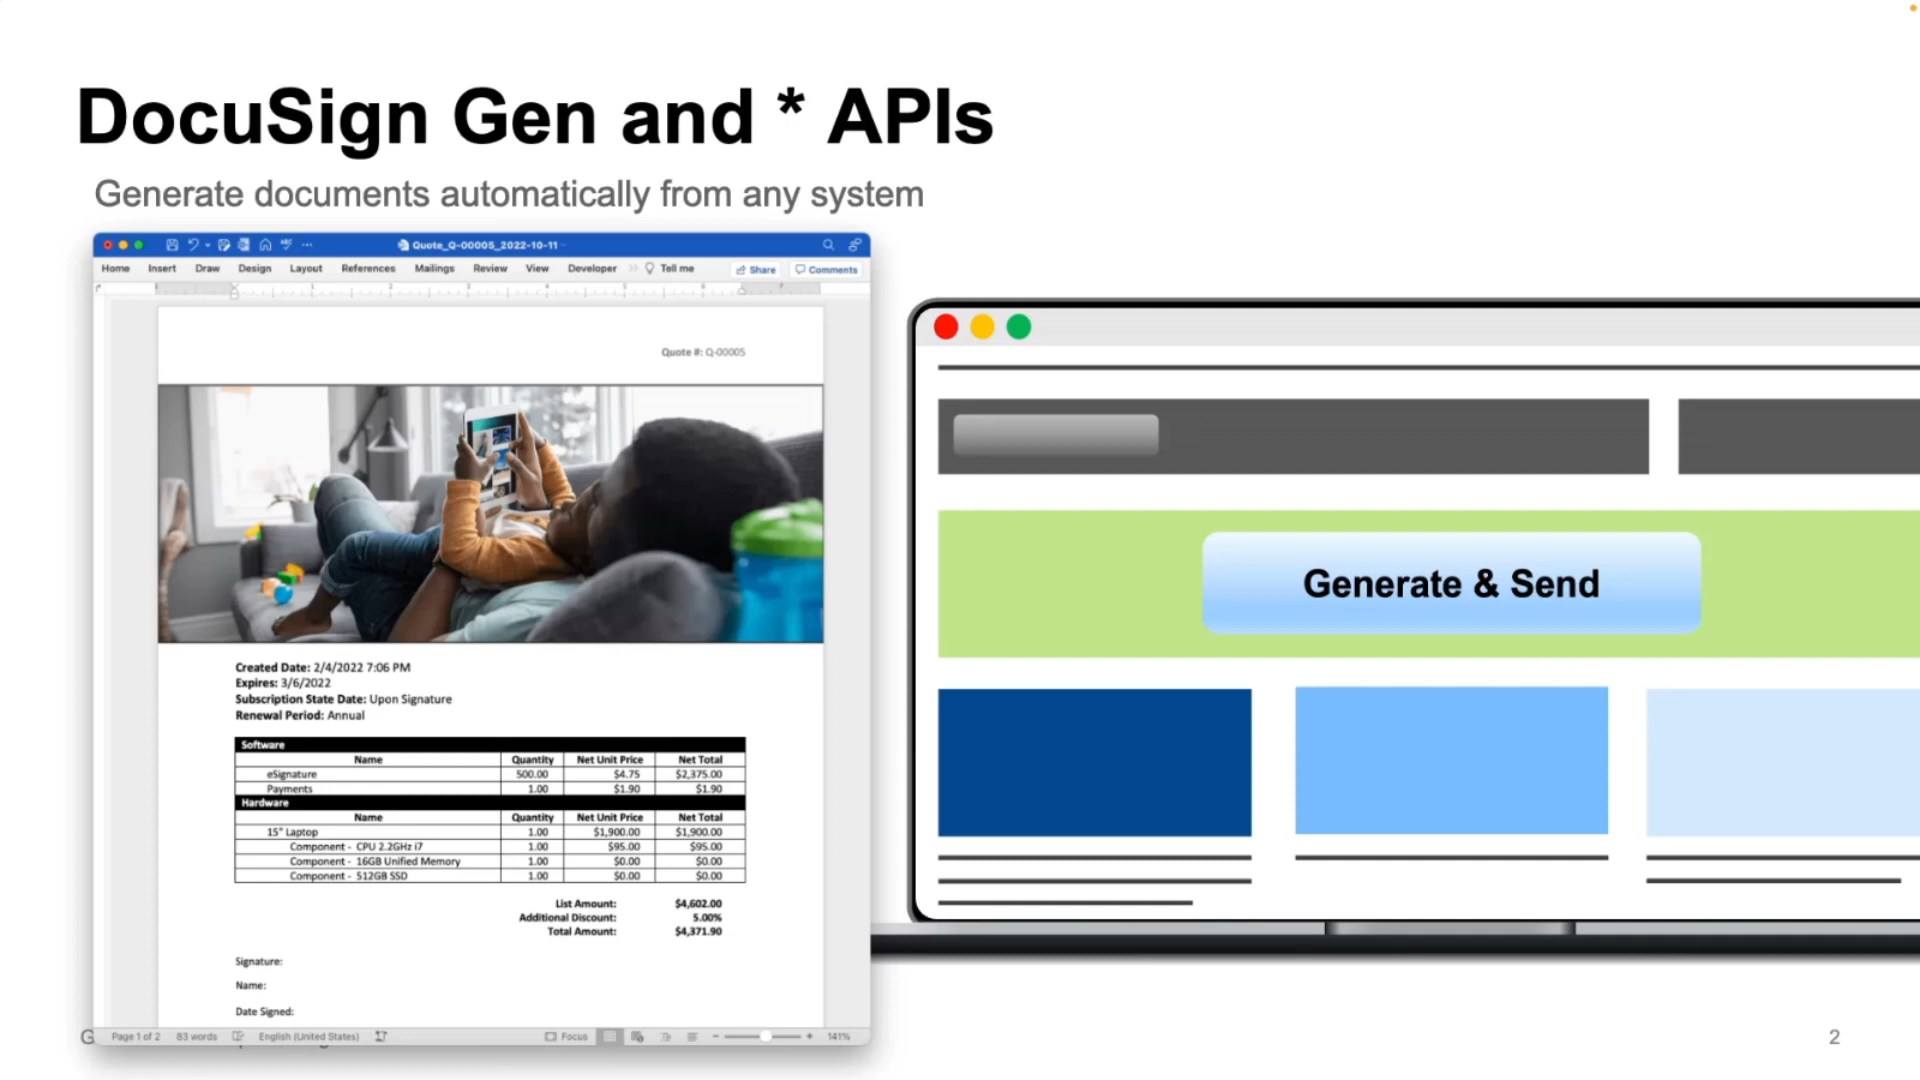 DocuSign Gen and * APIs
Generate documents automatically from any system
Quote_Q-00005_2022-10-11
Home Insert Draw Design Layout References Mailings Review View Developer Tell me Share Comments
Quote #: Q-00005
Created Date: 2/4/2022 7:06 PM
Expires: 3/6/2022
Subscription State Date: Upon Signature
Renewal Period: Annual
Software
Name Quantity Net Unit Price Net Total
eSignature 500.00 $4.75 $2,375.00
Payments 1.00 $1.90 $1.90
Hardware
Name Quantity Net Unit Price Net Total
15" Laptop 1.00 $1,900.00 $1,900.00
Component - CPU 2.2GHz i7 1.00 $95.00 $95.00
Component - 16GB Unified Memory 1.00 $0.00 $0.00
Component - 512GB SSD 1.00 $0.00 $0.00
List Amount: $4,602.00
Additional Discount: 5.00%
Total Amount: $4,371.90
Signature:
Name:
Date Signed:
Page 1 of 2 83 words English (United States) Focus 141%
Generate & Send
2